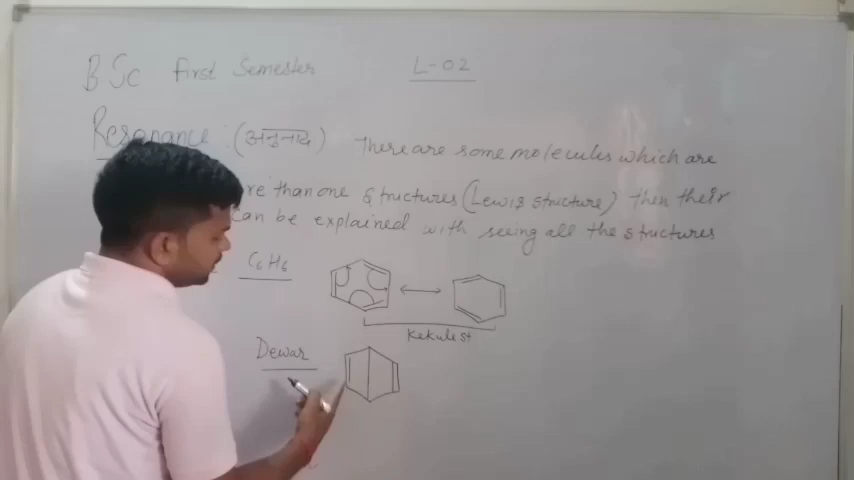 BSc First Semester L-02
Resonance : (अनुनाद) There are some molecules which are
re than one structures (Lewis structure) then their
can be explained with seeing all the structures
C6H6
Kekule st
Dewar